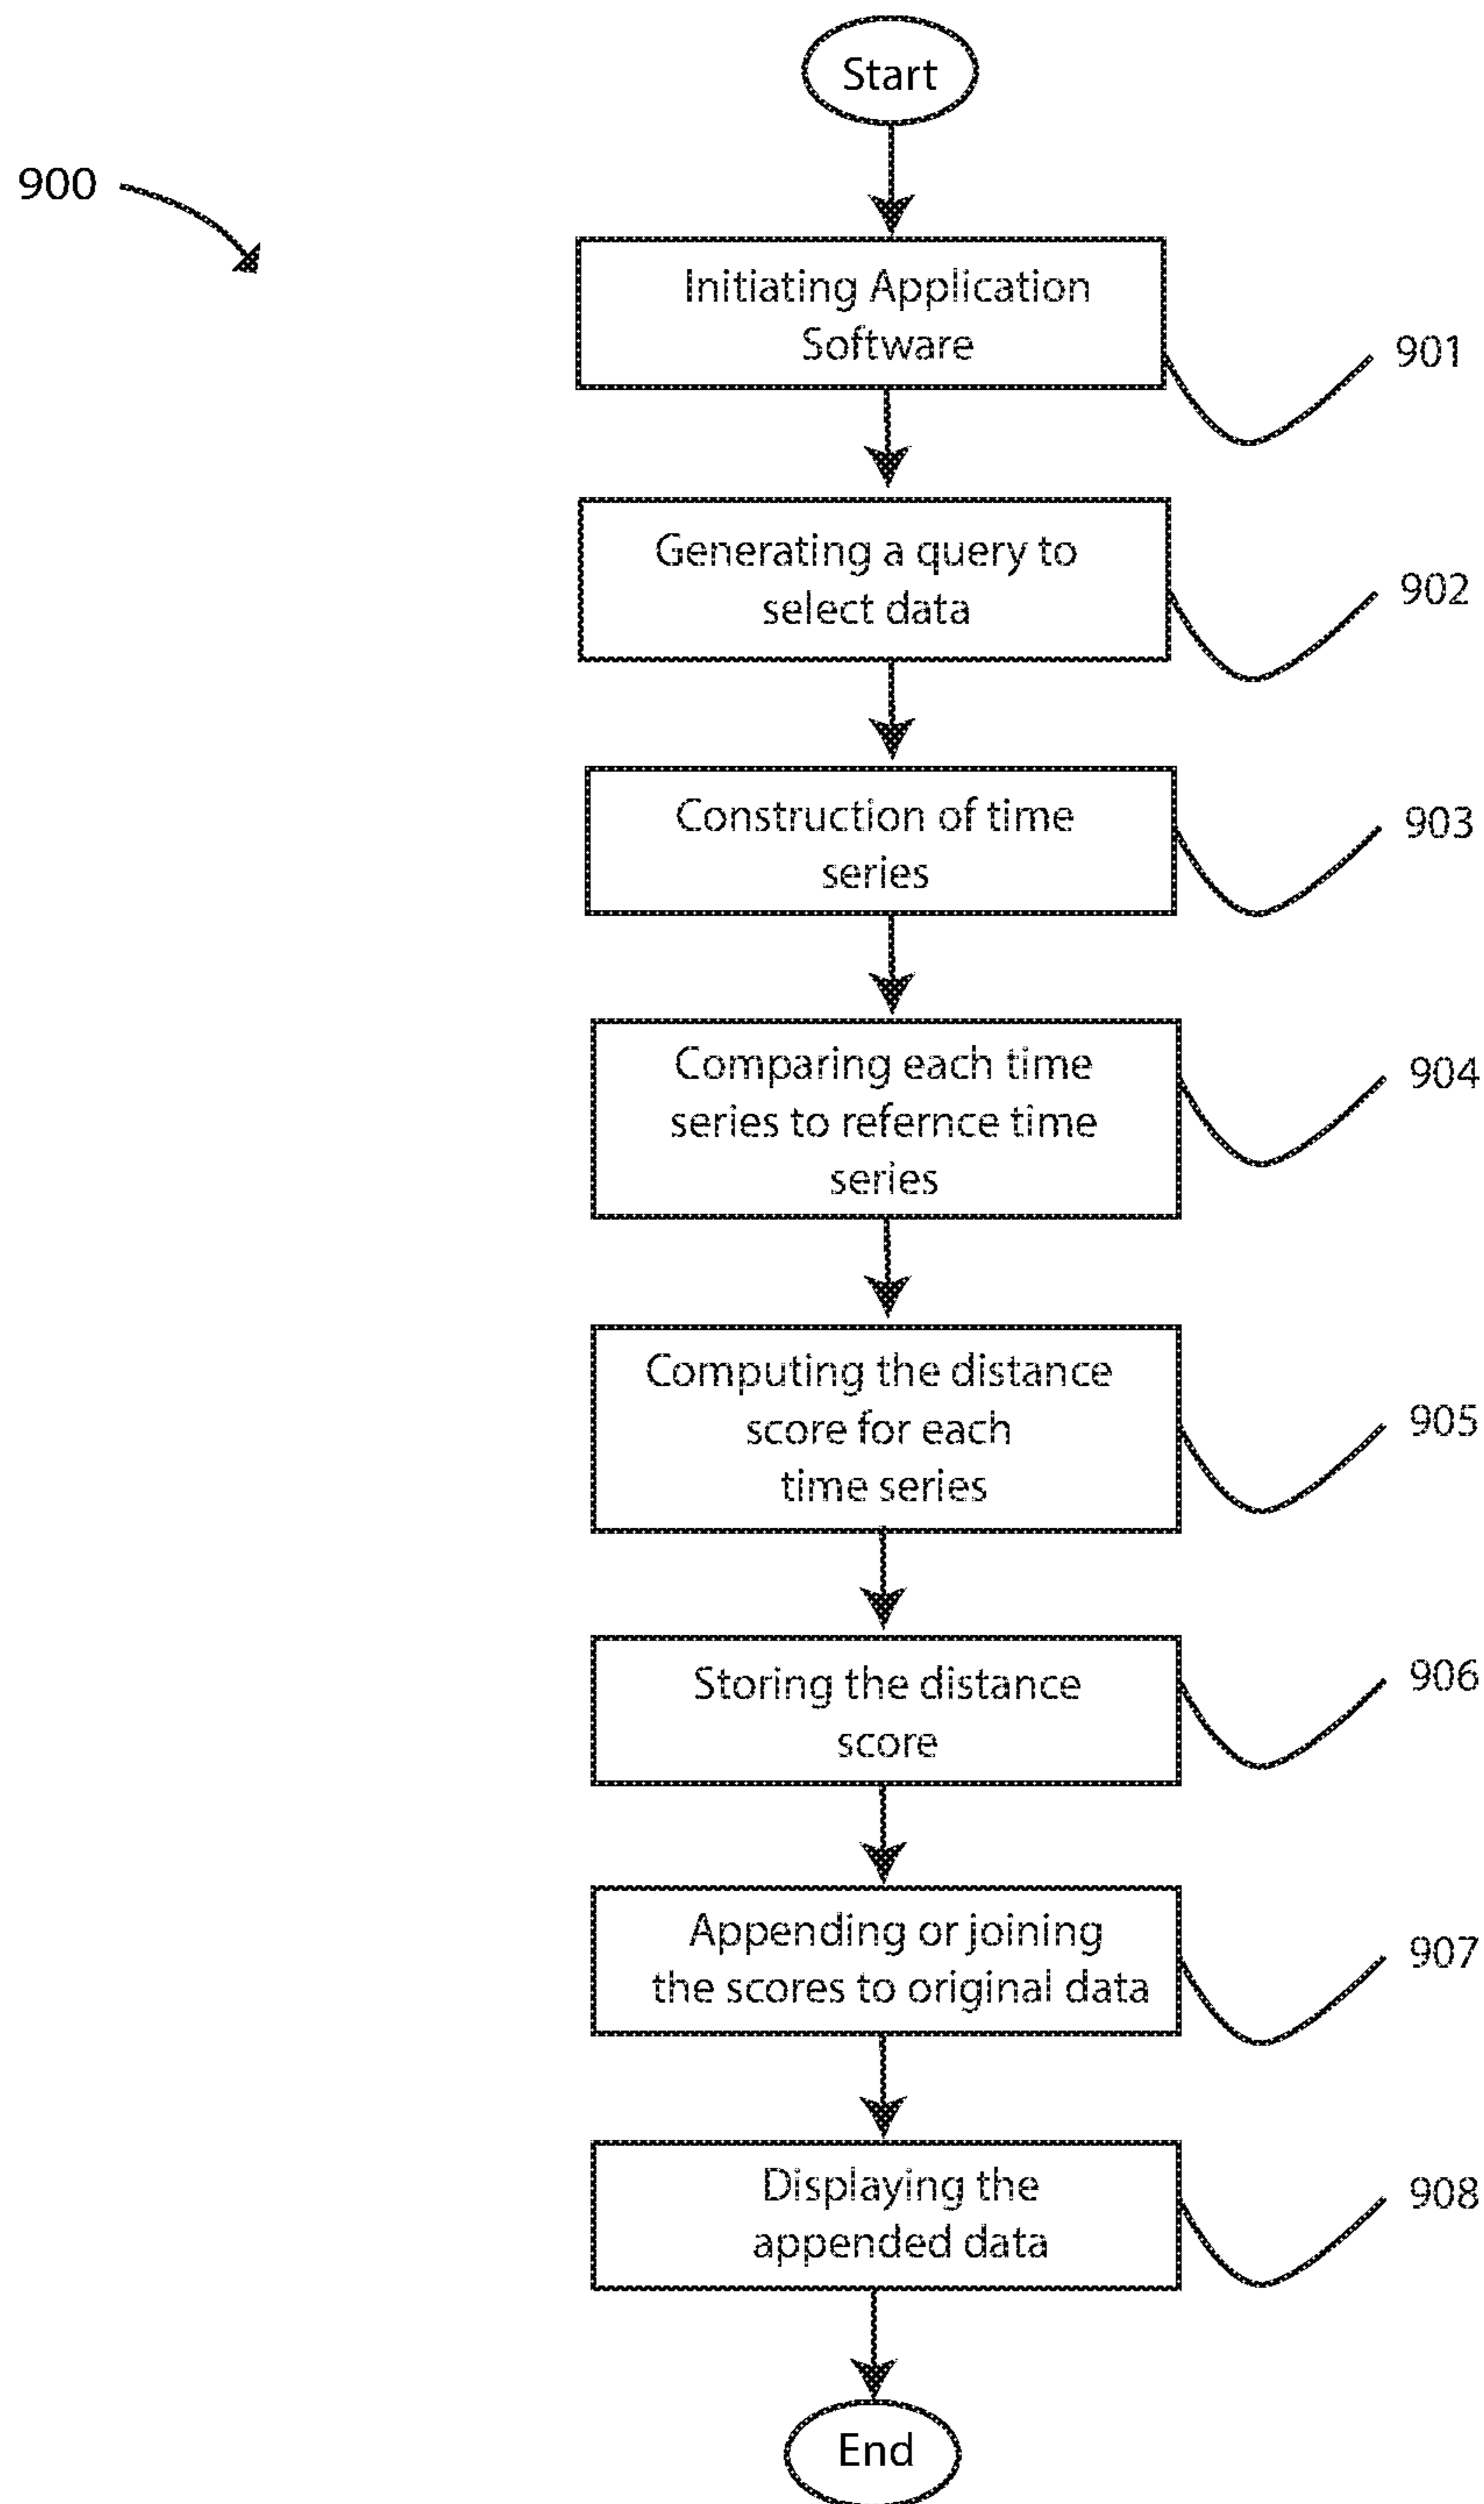 Start
900
Initiating Application
Software
901
Generating a query to
select data
902
Construction of time
series
903
Comparing each time
series to refernce time
series
904
Computing the distance
score for each
time series
905
Storing the distance
score
906
Appending or joining
the scores to original data
907
Displaying the
appended data
908
End